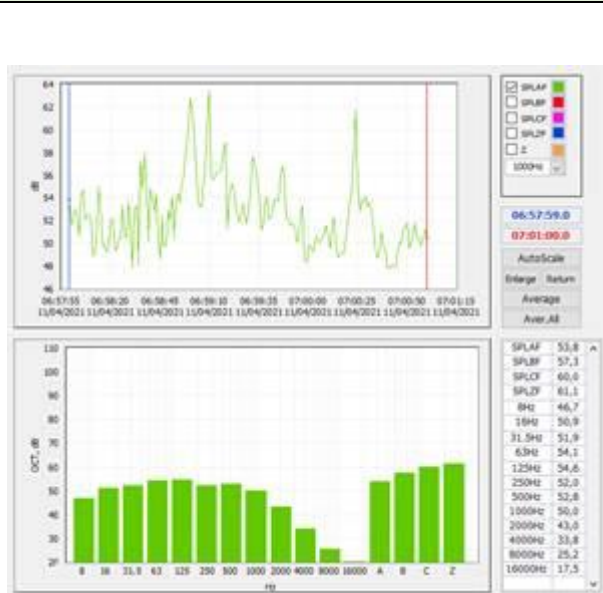 64
62
60
58
56
54
52
50
48
46
dB
06:57:55 06:58:20 06:58:45 06:59:10 06:59:35 07:00:00 07:00:25 07:00:50 07:01:15
11/04/2021 11/04/2021 11/04/2021 11/04/2021 11/04/2021 11/04/2021 11/04/2021 11/04/2021 11/04/2021
SPLAF
SPLBF
SPLCF
SPLZF
Z
1000Hz
06:57:59.0
07:01:00.0
AutoScale
Enlarge Return
Average
Aver.All
110
100
90
80
70
60
50
40
30
20
OCT, dB
8 16 31,5 63 125 250 500 1000 2000 4000 8000 16000 A B C Z
Hz
SPLAF 53,8
SPLBF 57,3
SPLCF 60,0
SPLZF 61,1
8Hz 46,7
16Hz 50,9
31.5Hz 51,9
63Hz 54,1
125Hz 54,6
250Hz 52,0
500Hz 52,8
1000Hz 50,0
2000Hz 43,0
4000Hz 33,8
8000Hz 25,2
16000Hz 17,5